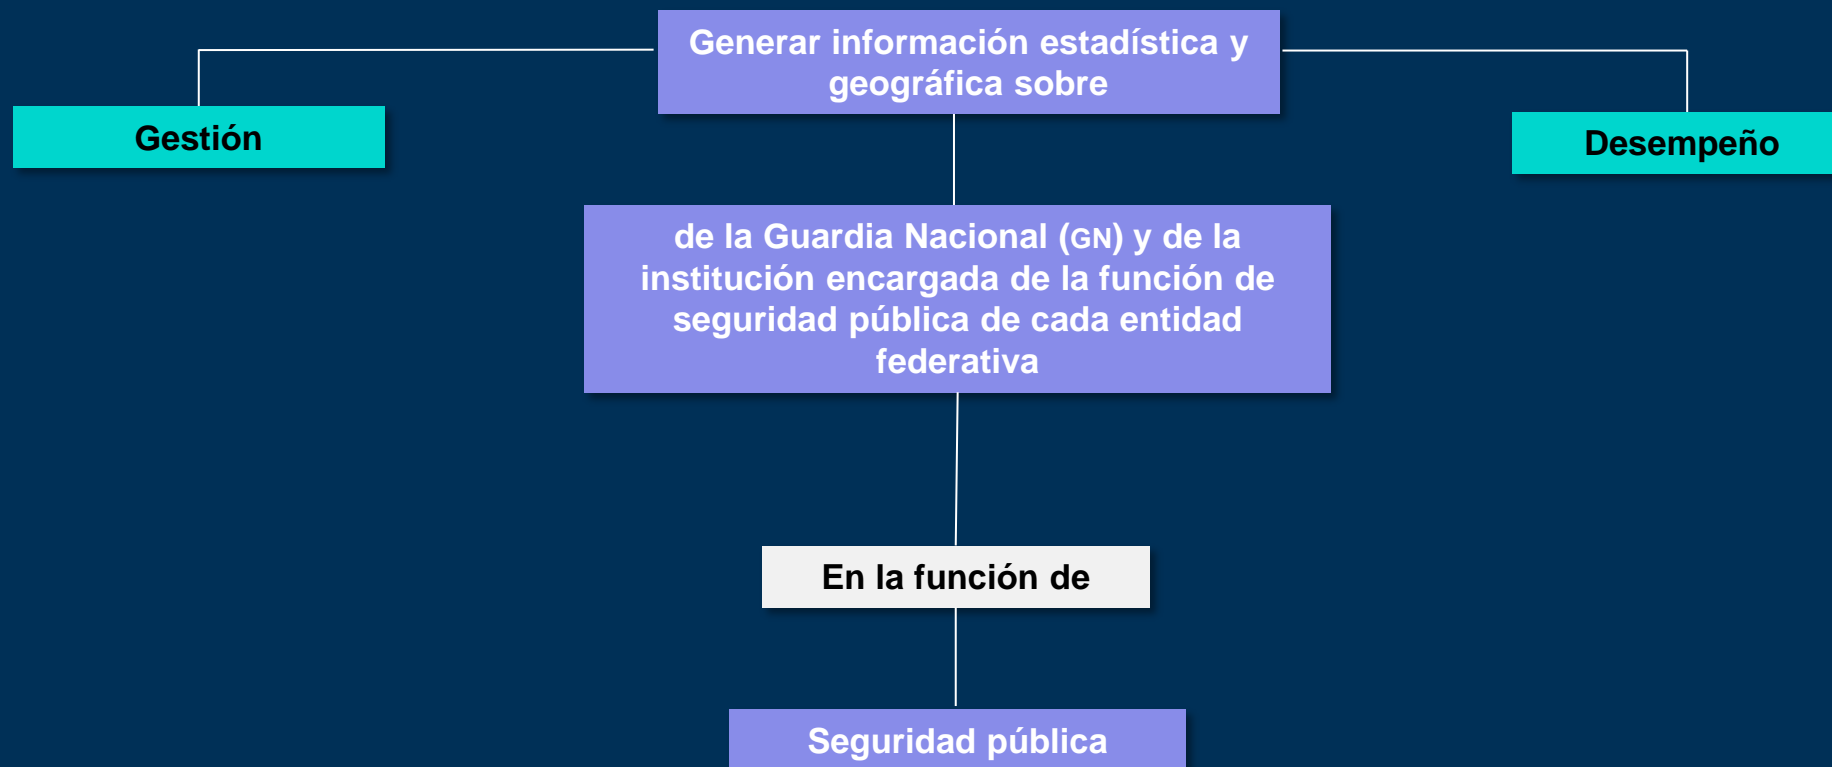 Generar información estadística y
geográfica sobre
Gestión
Desempeño
de la Guardia Nacional (GN) y de la
institución encargada de la función de
seguridad pública de cada entidad
federativa
En la función de
Seguridad pública